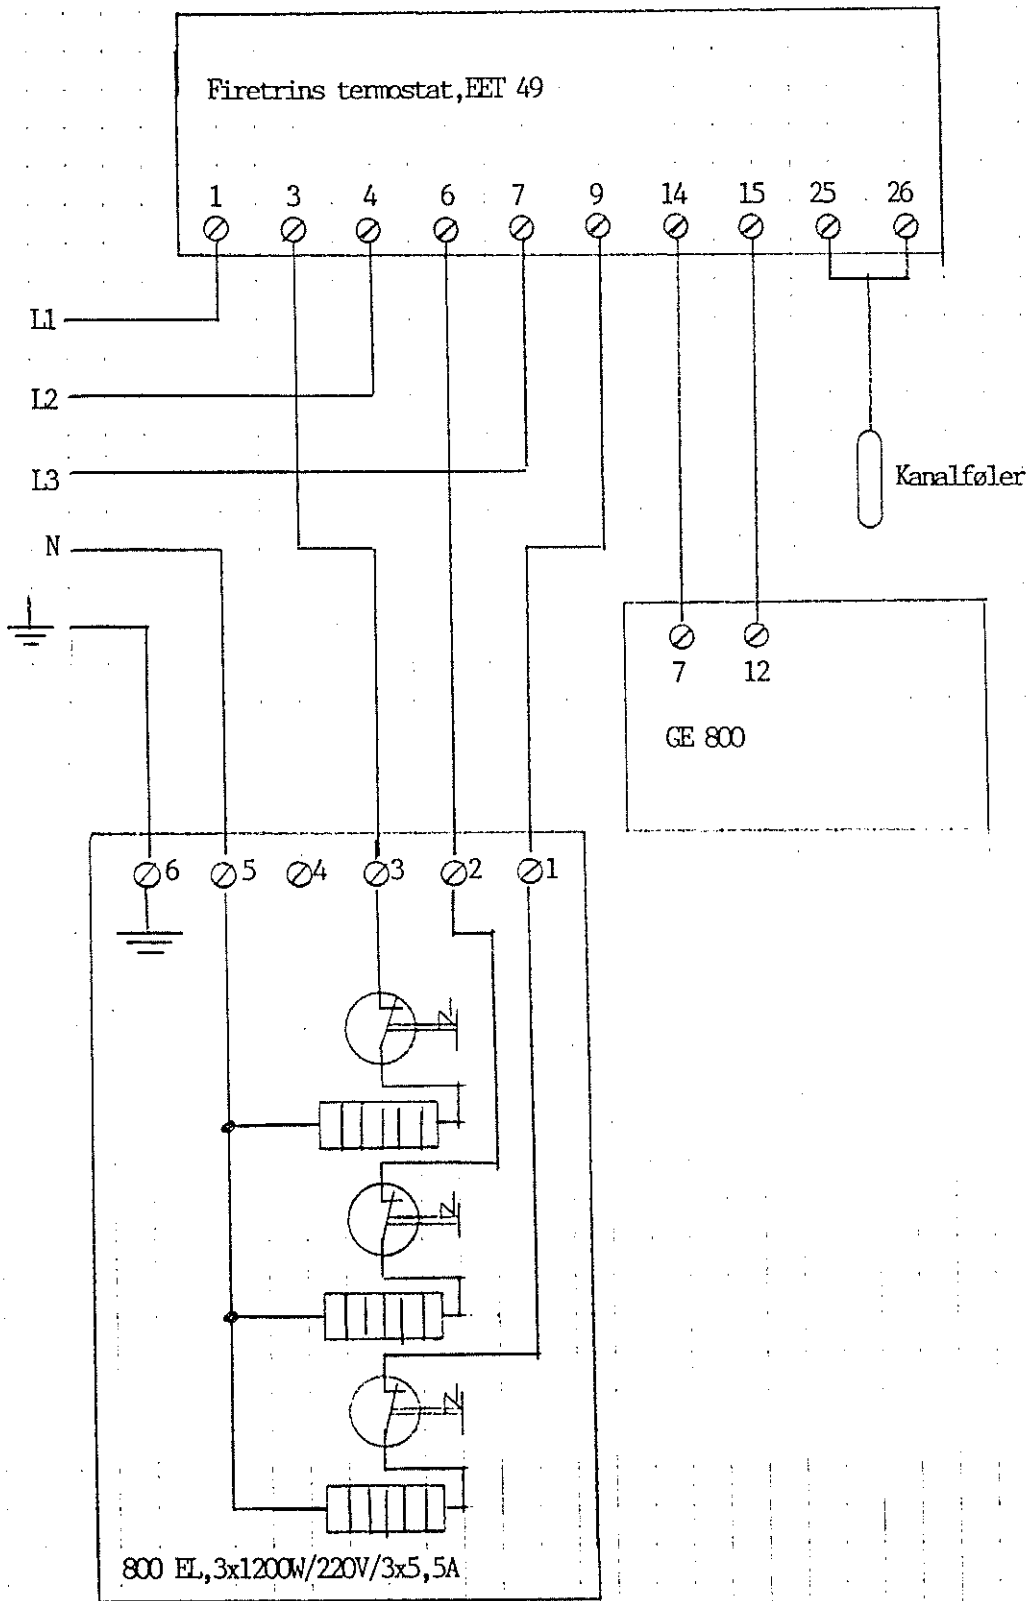 Firetrins termostat,EET 49
1 3 4 6 7 9 14 15 25 26
L1
L2
L3
Kanalføler
N
7 12
GE 800
6 5 4 3 2 1
800 EL,3x1200W/220V/3x5,5A